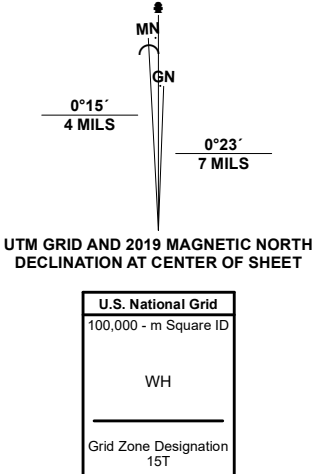 MN
GN
0°15´
4 MILS
0°23´
7 MILS
UTM GRID AND 2019 MAGNETIC NORTH
DECLINATION AT CENTER OF SHEET
U.S. National Grid
100,000 - m Square ID
WH
Grid Zone Designation
15T